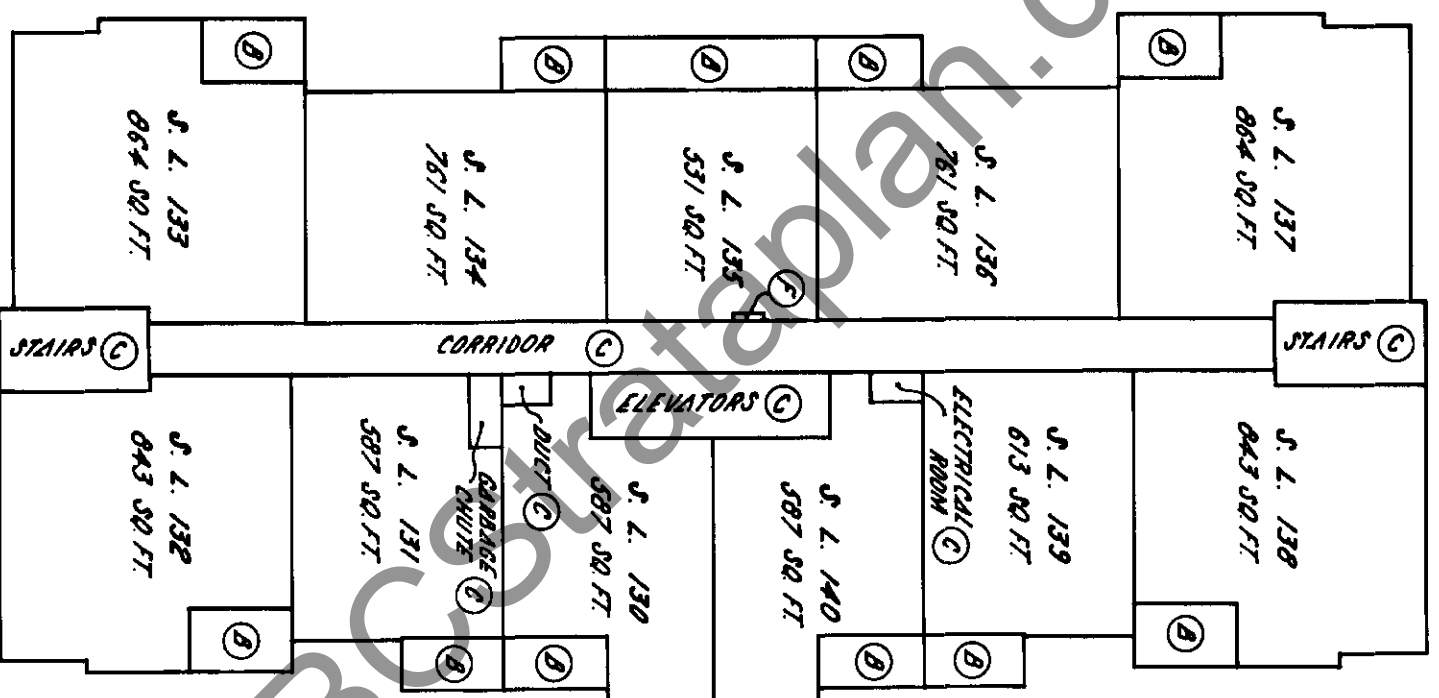 B
B
B
B
B
S. L. 133
864 SQ. FT.
S. L. 134
761 SQ FT.
S. L. 135
531 SQ FT.
S. L. 136
761 SQ FT.
S. L. 137
864 SQ. FT.
F
STAIRS C
CORRIDOR C
STAIRS C
ELEVATORS C
DUCT C
GARBAGE
CHUTE C
ELECTRICAL
ROOM C
S. L. 132
843 SQ. FT.
S. L. 131
587 SQ. FT.
S. L. 130
587 SQ. FT.
S. L. 140
587 SQ. FT
S. L. 139
613 SQ FT
S. L. 138
843 SQ. FT.
B
B
B
B
B
B
BCStrataplan.c